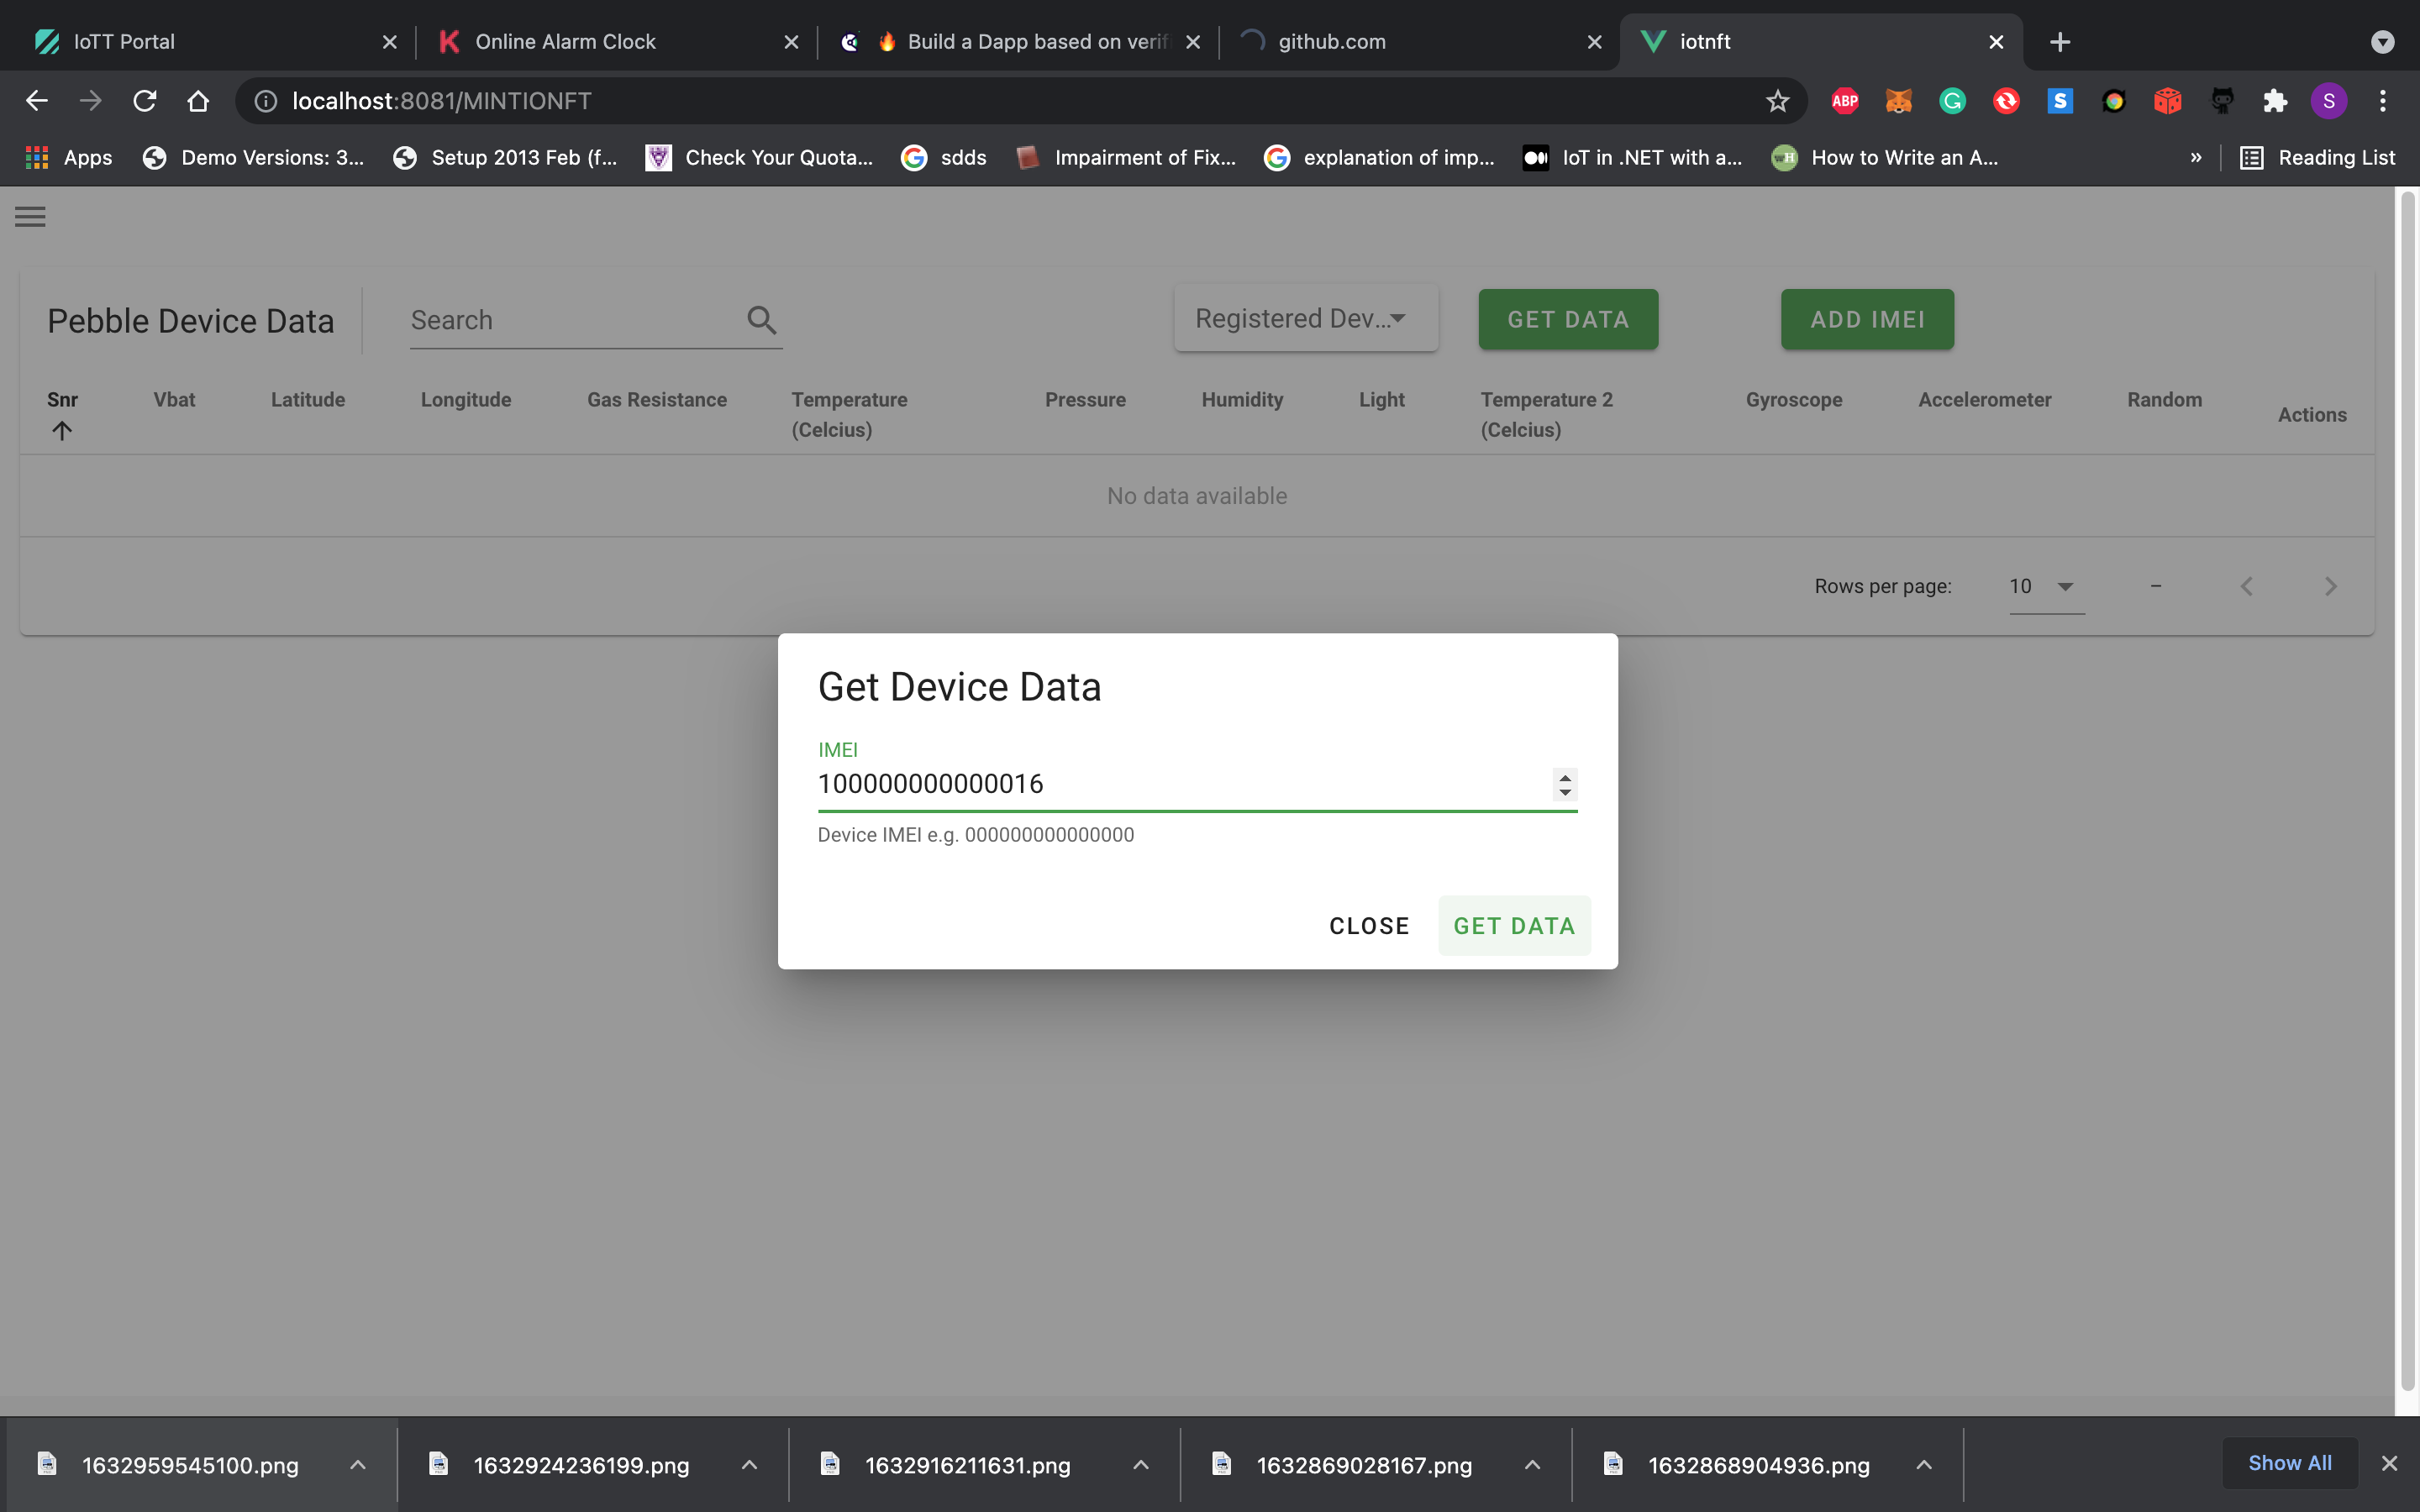 IoTT Portal
Online Alarm Clock
Build a Dapp based on verif
github.com
iotnft
localhost:8081/MINTIONFT
ABP
S
Apps
Demo Versions: 3...
Setup 2013 Feb (f...
Check Your Quota...
sdds
Impairment of Fix...
explanation of imp...
IoT in .NET with a...
How to Write an A...
»
Reading List
Pebble Device Data
Search
Registered Dev...
GET DATA
ADD IMEI
Snr
Vbat
Latitude
Longitude
Gas Resistance
Temperature
(Celcius)
Pressure
Humidity
Light
Temperature 2
(Celcius)
Gyroscope
Accelerometer
Random
Actions
No data available
Rows per page:
10
–
Get Device Data
IMEI
100000000000016
Device IMEI e.g. 000000000000000
CLOSE
GET DATA
1632959545100.png
1632924236199.png
1632916211631.png
1632869028167.png
1632868904936.png
Show All